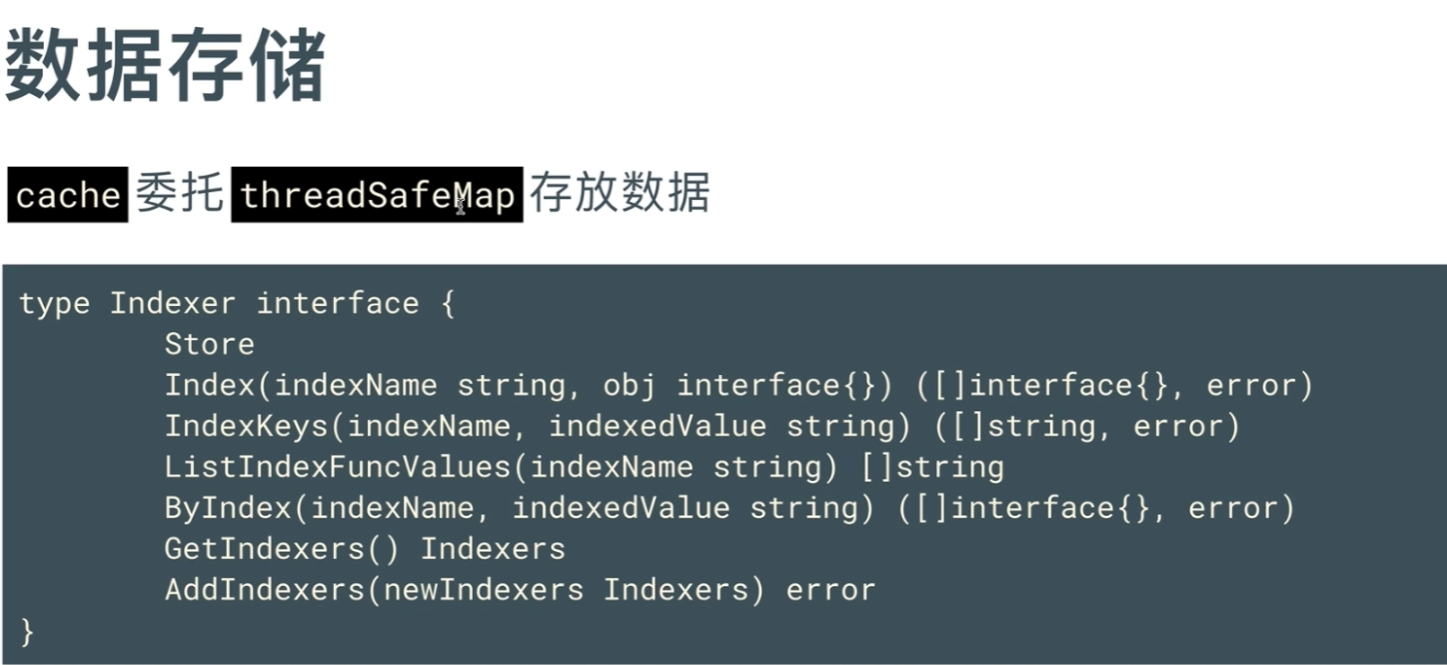 数据存储
cache 委托 threadSafeMap 存放数据
type Indexer interface {
        Store
        Index(indexName string, obj interface{}) ([]interface{}, error)
        IndexKeys(indexName, indexedValue string) ([]string, error)
        ListIndexFuncValues(indexName string) []string
        ByIndex(indexName, indexedValue string) ([]interface{}, error)
        GetIndexers() Indexers
        AddIndexers(newIndexers Indexers) error
}